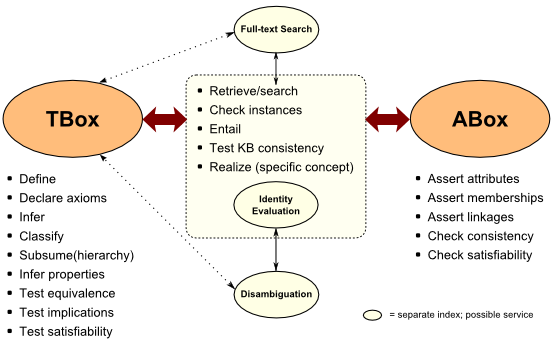 Full-text Search
TBox
Retrieve/search
Check instances
Entail
Test KB consistency
Realize (specific concept)
Identity
Evaluation
ABox
Define
Declare axioms
Infer
Classify
Subsume(hierarchy)
Infer properties
Test equivalence
Test implications
Test satisfiability
Assert attributes
Assert memberships
Assert linkages
Check consistency
Check satisfiability
Disambiguation
= separate index; possible service